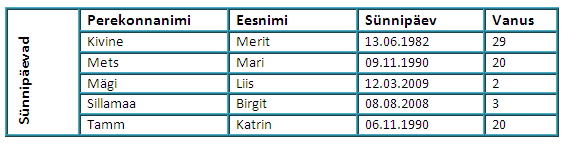 Sünnipäevad
Perekonnanimi Eesnimi Sünnipäev Vanus
Kivine Merit 13.06.1982 29
Mets Mari 09.11.1990 20
Mägi Liis 12.03.2009 2
Sillamaa Birgit 08.08.2008 3
Tamm Katrin 06.11.1990 20